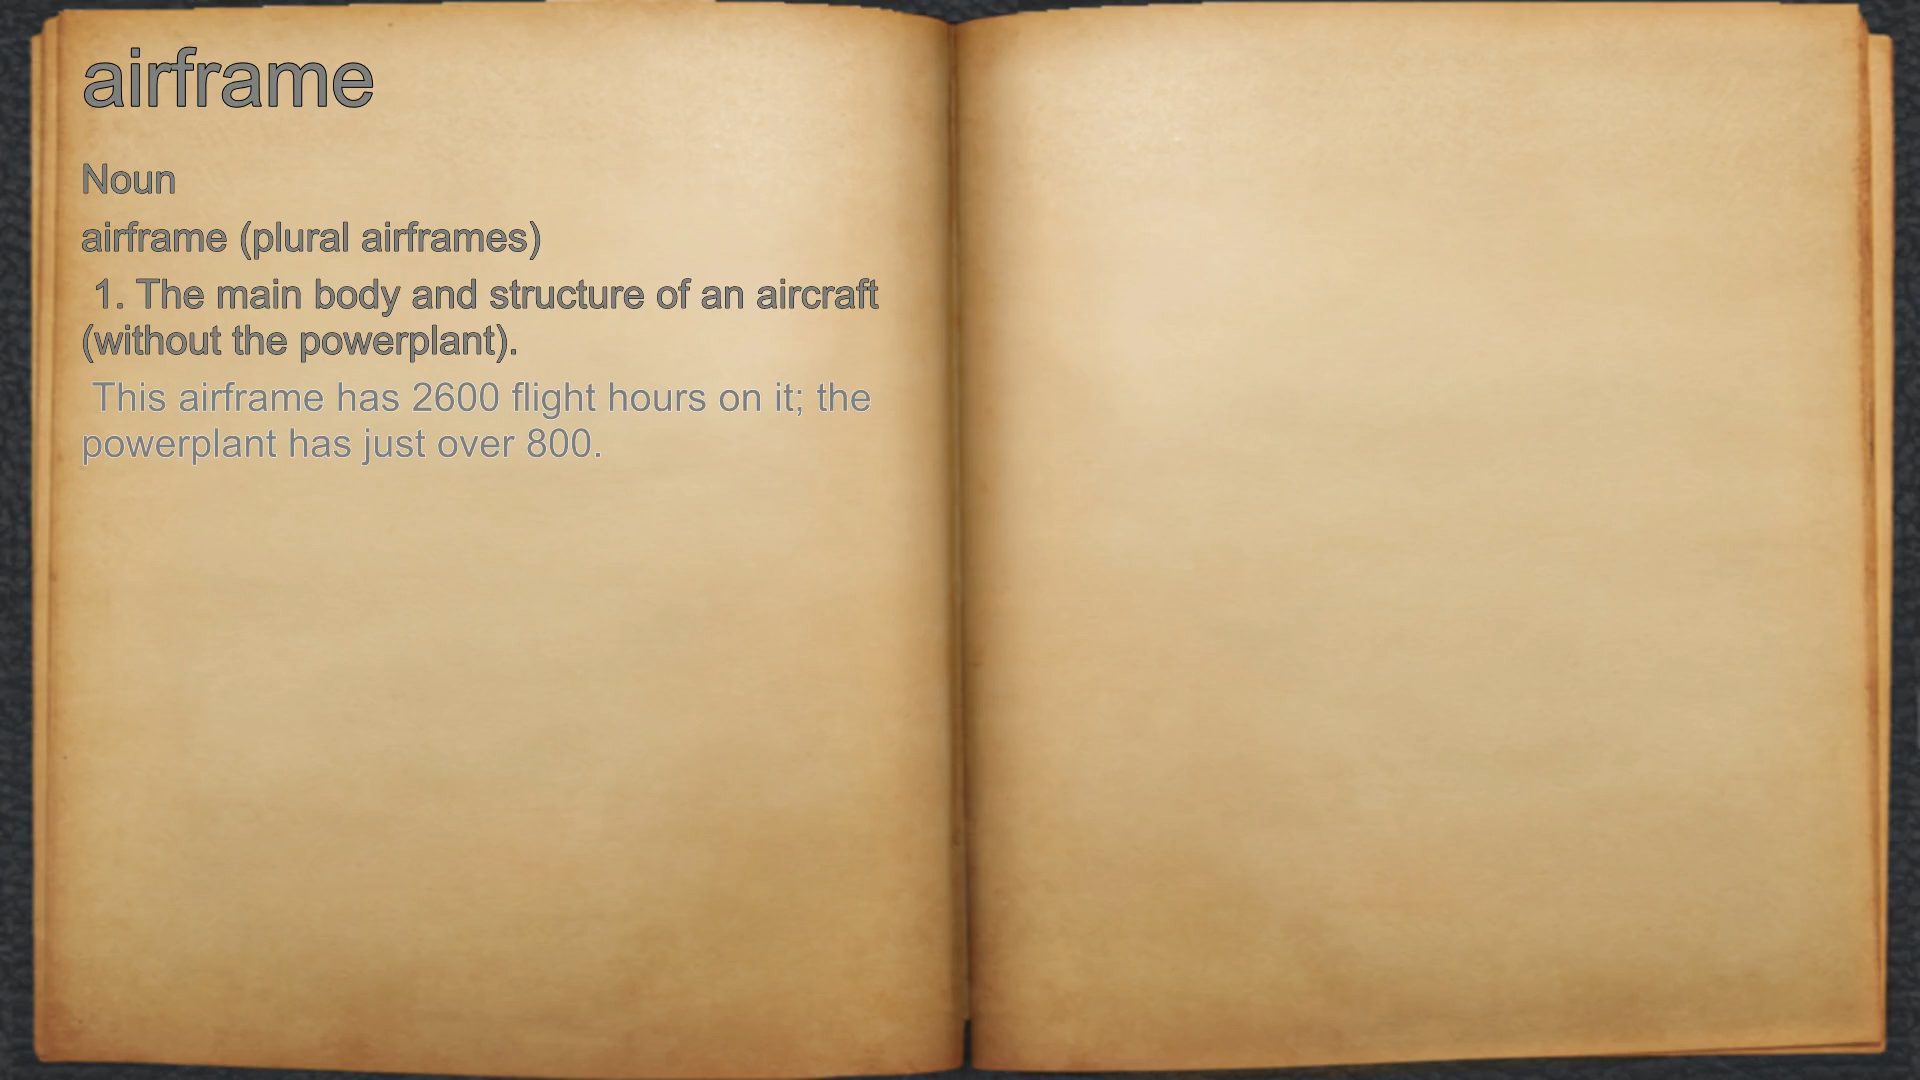 airframe
Noun
airframe (plural airframes)
1. The main body and structure of an aircraft
(without the powerplant).
This airframe has 2600 flight hours on it; the
powerplant has just over 800.